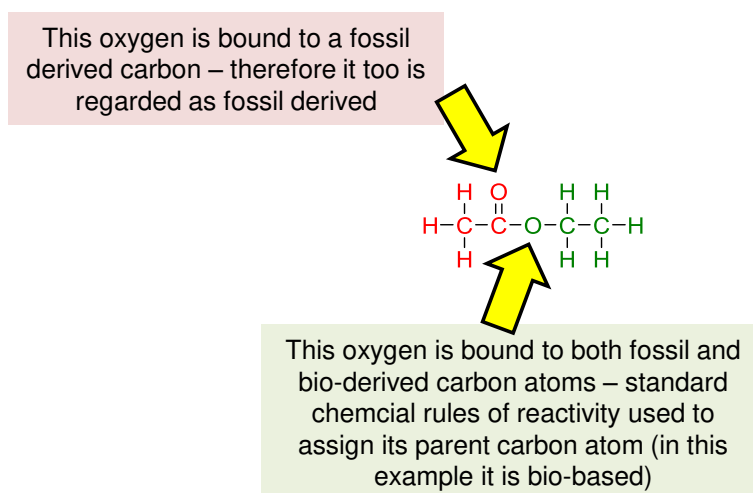 This oxygen is bound to a fossil
derived carbon – therefore it too is
regarded as fossil derived
H O H H
H–C–C–O–C–C–H
H H H
This oxygen is bound to both fossil and
bio-derived carbon atoms – standard
chemcial rules of reactivity used to
assign its parent carbon atom (in this
example it is bio-based)